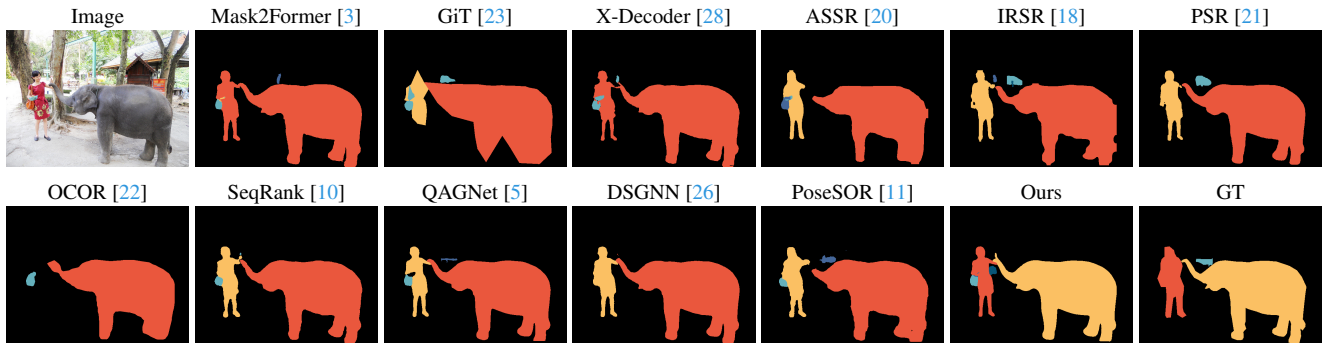 Image Mask2Former [3] GiT [23] X-Decoder [28] ASSR [20] IRSR [18] PSR [21]
OCOR [22] SeqRank [10] QAGNet [5] DSGNN [26] PoseSOR [11] Ours GT